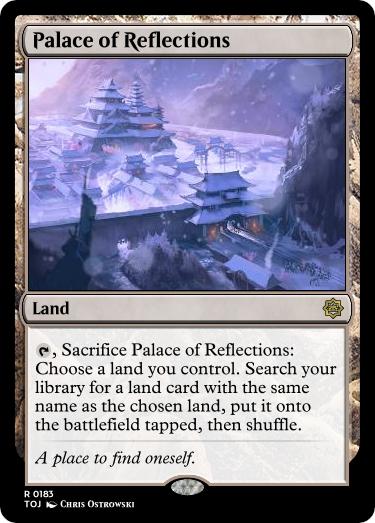 Palace of Reflections
Land
, Sacrifice Palace of Reflections:
Choose a land you control. Search your
library for a land card with the same
name as the chosen land, put it onto
the battlefield tapped, then shuffle.
A place to find oneself.
R 0183
TOJ Chris Ostrowski